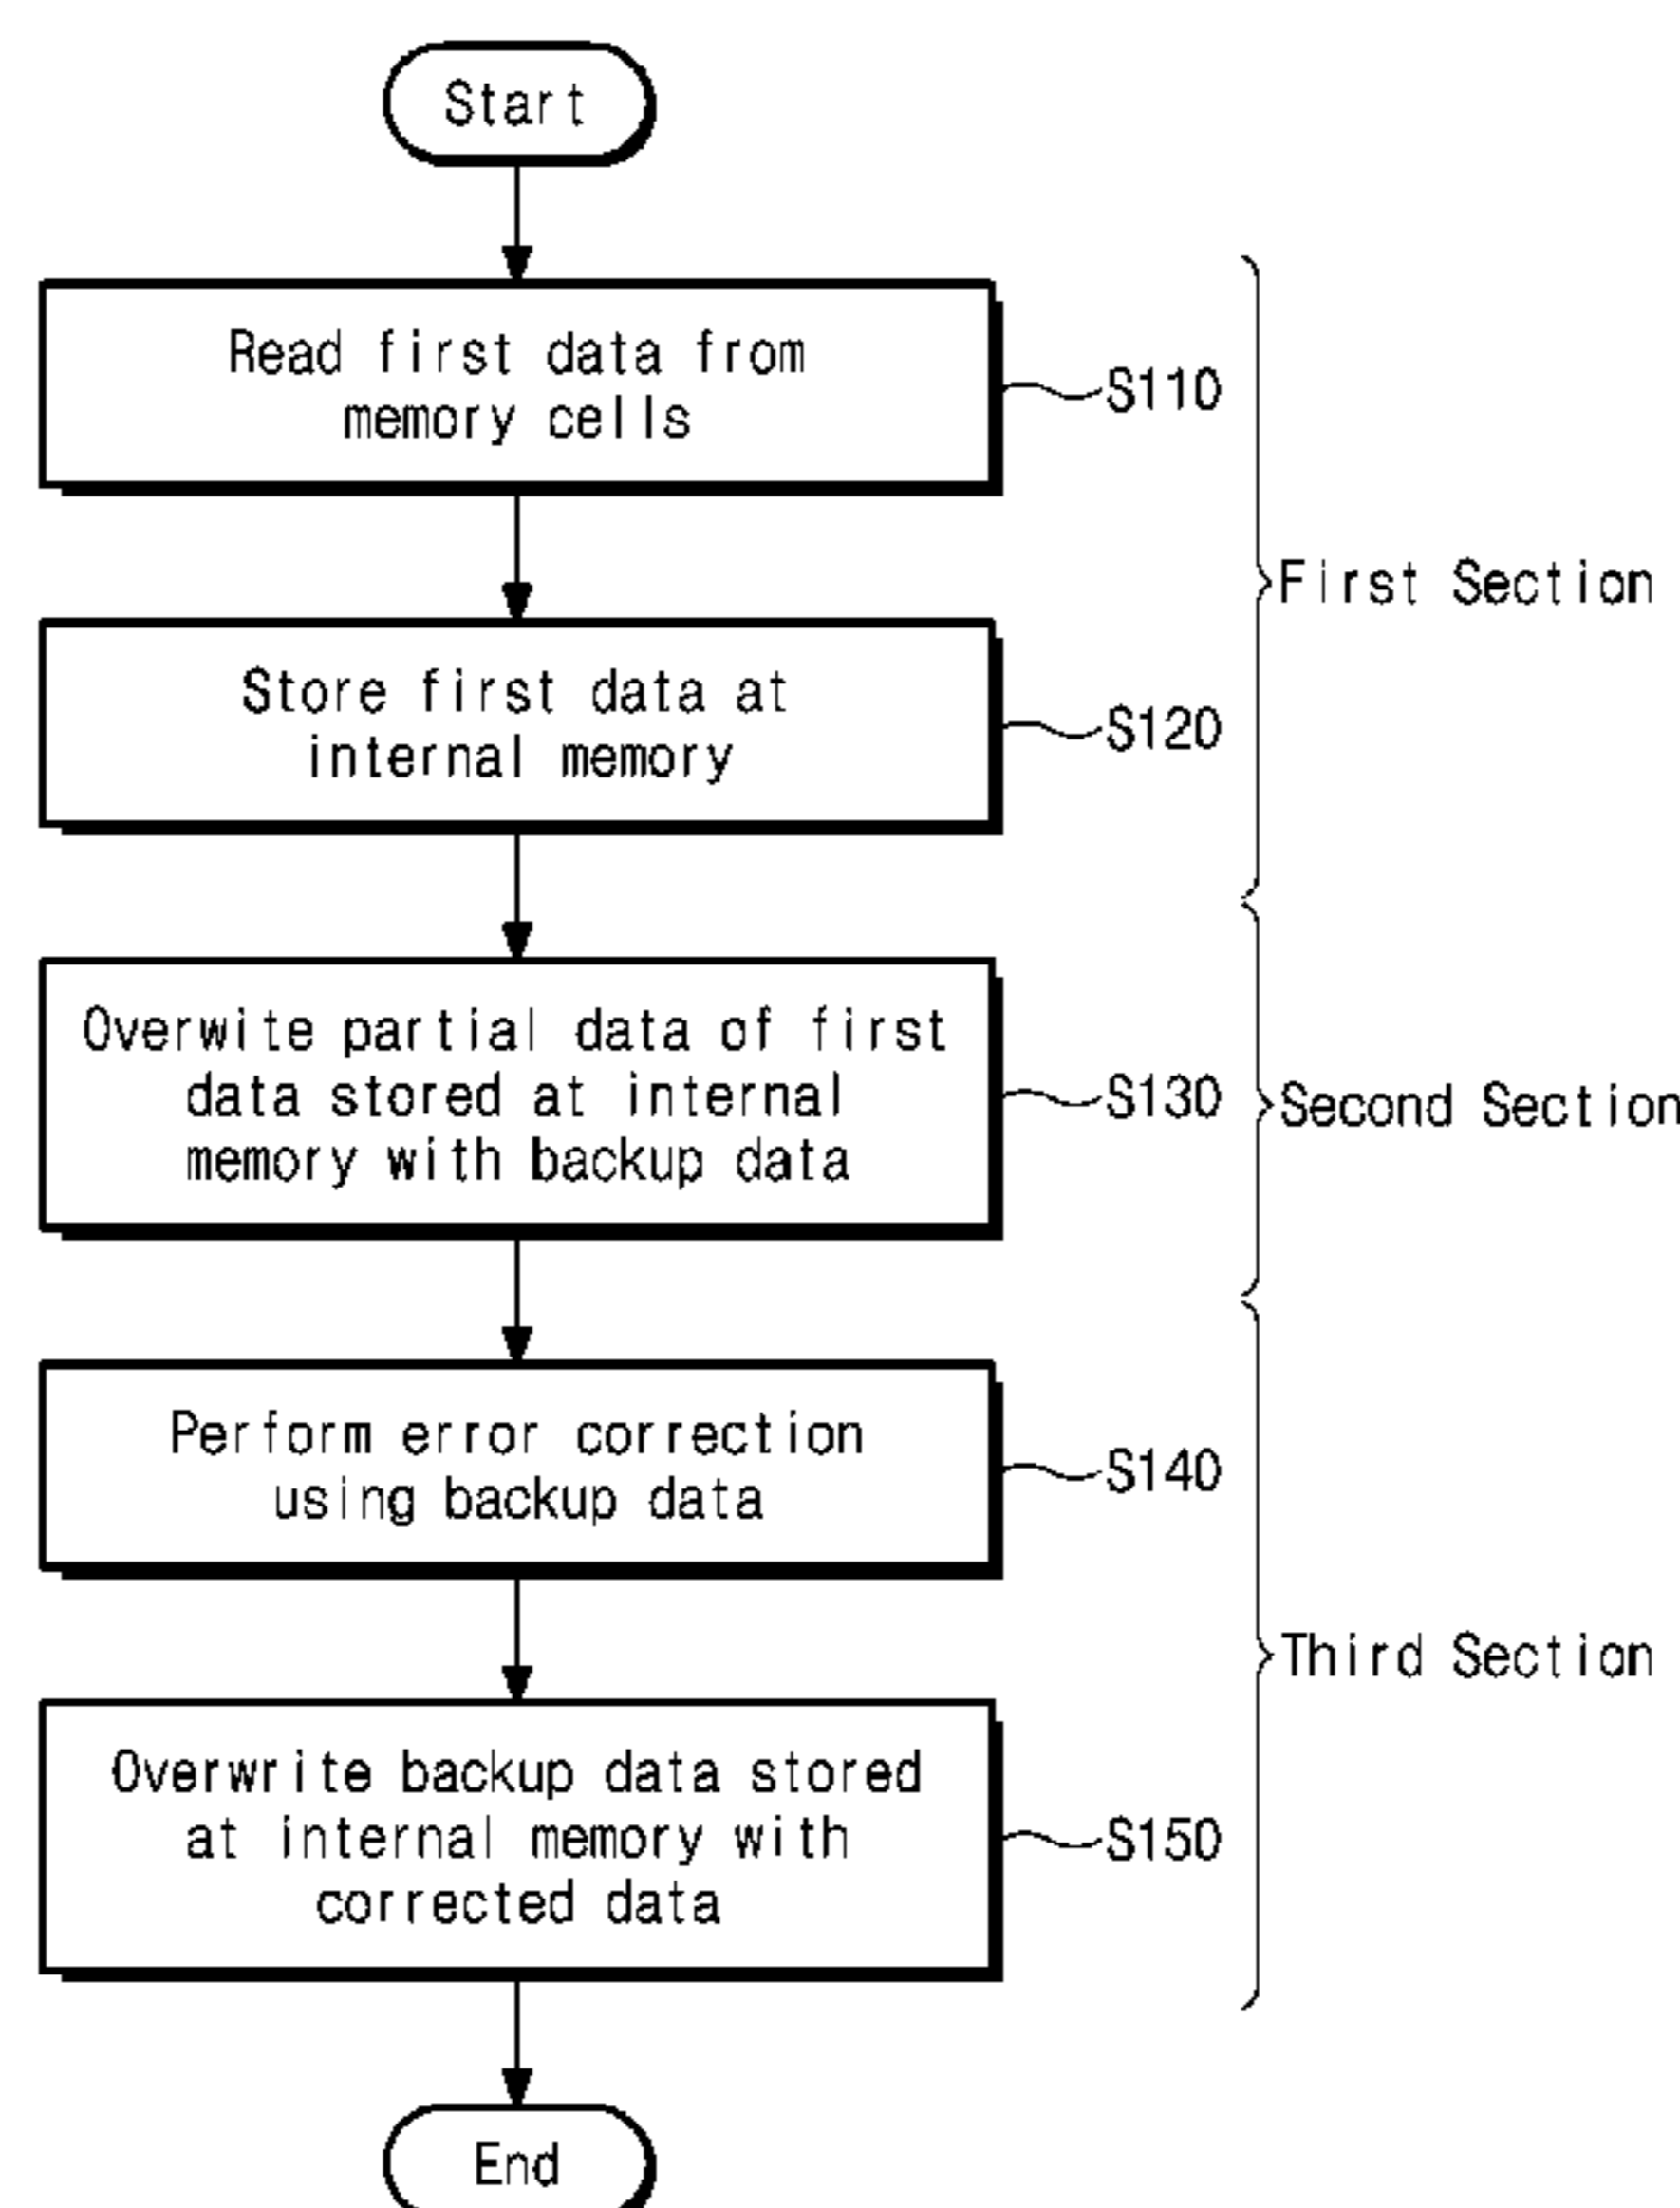 Start
Read first data from
memory cells
S110
Store first data at
internal memory
S120
First Section
Overwite partial data of first
data stored at internal
memory with backup data
S130
Second Section
Perform error correction
using backup data
S140
Third Section
Overwrite backup data stored
at internal memory with
corrected data
S150
End